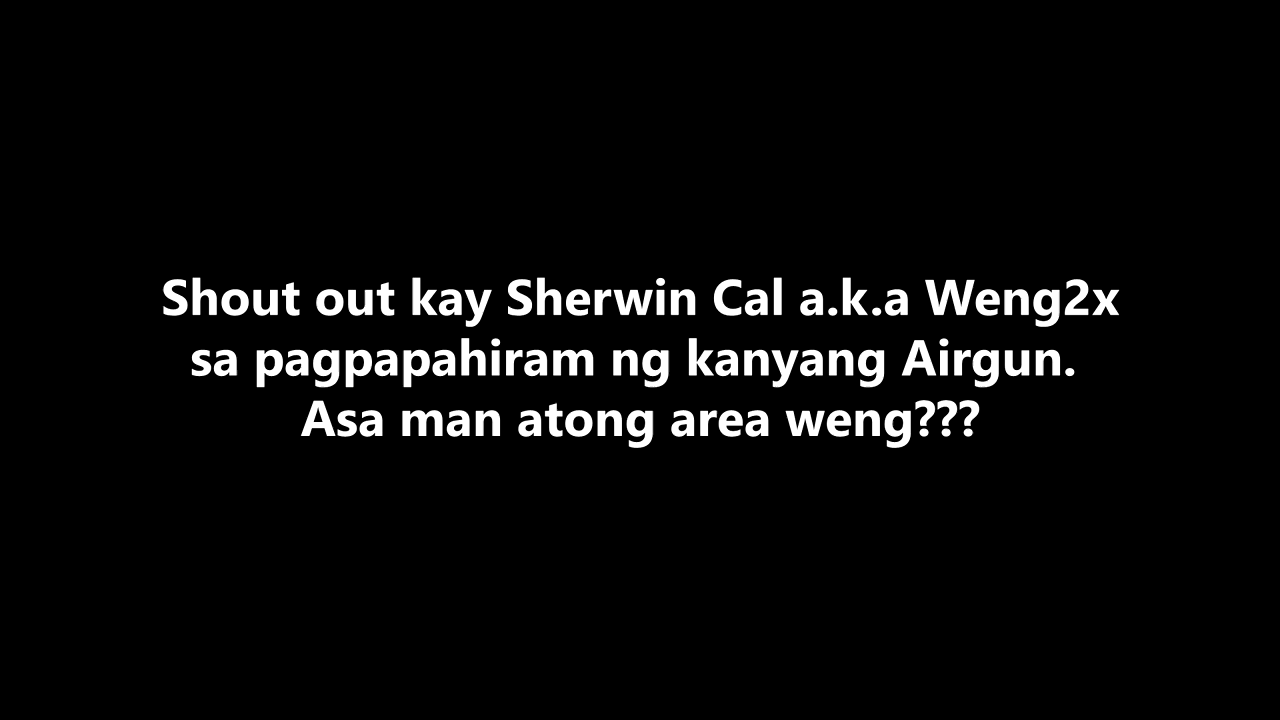 Shout out kay Sherwin Cal a.k.a Weng2x
sa pagpapahiram ng kanyang Airgun.
Asa man atong area weng???